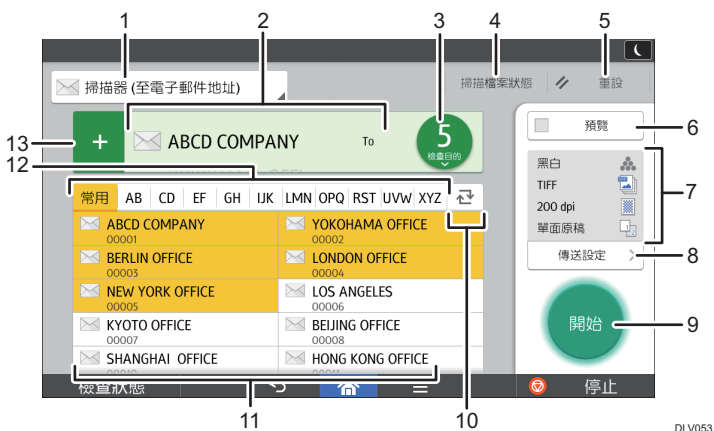 1 2 3 4 5
掃描器 (至電子郵件地址) 掃描檔案狀態 重設
13 + ABCD COMPANY To 5 檢查目的 預覽 6
12
常用 AB CD EF GH IJK LMN OPQ RST UVW XYZ
黑白
TIFF
200 dpi
單面原稿
7
傳送設定 8
開始 9
ABCD COMPANY YOKOHAMA OFFICE
00001 00002
BERLIN OFFICE LONDON OFFICE
00003 00004
NEW YORK OFFICE LOS ANGELES
00005 00006
KYOTO OFFICE BEIJING OFFICE
00007 00008
SHANGHAI OFFICE HONG KONG OFFICE
檢查狀態 停止
11 10
DLV053